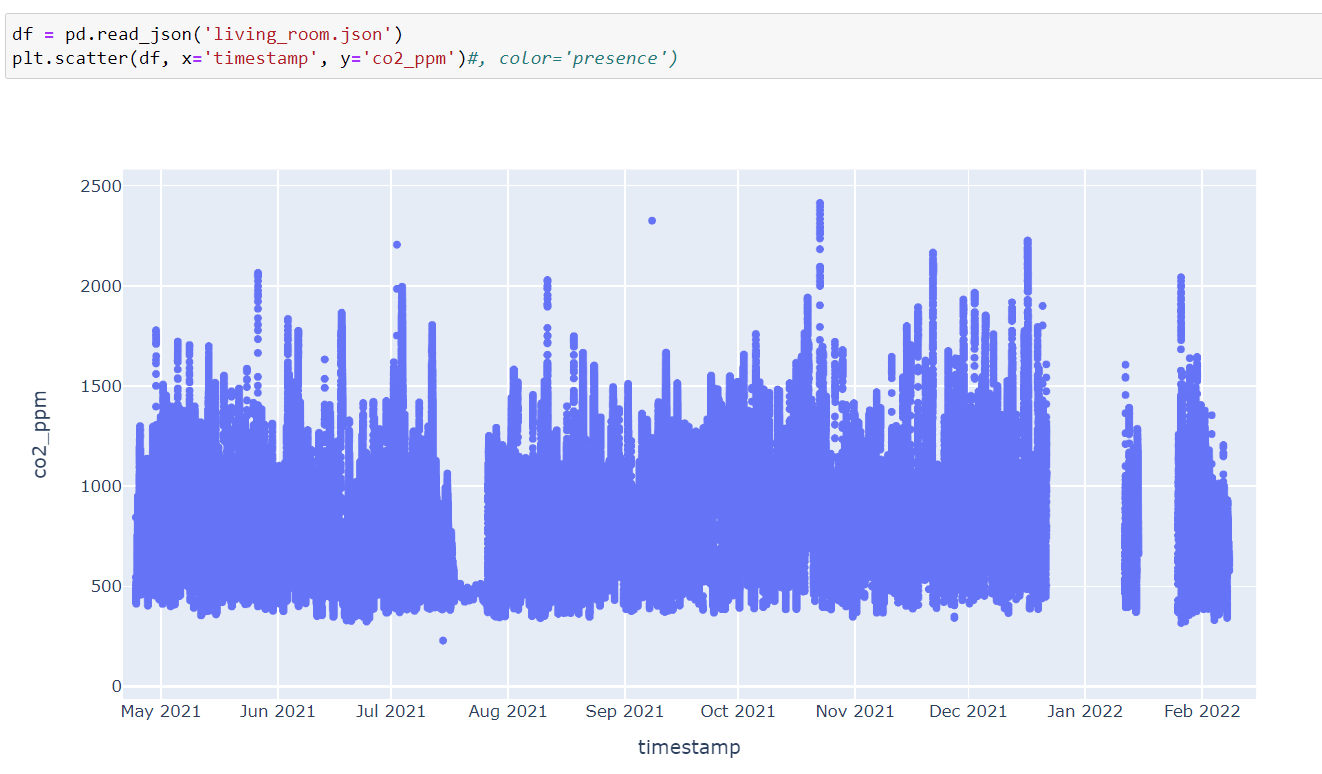 df = pd.read_json('living_room.json')
plt.scatter(df, x='timestamp', y='co2_ppm')#, color='presence')
2500
2000
1500
1000
500
0
co2_ppm
May 2021 Jun 2021 Jul 2021 Aug 2021 Sep 2021 Oct 2021 Nov 2021 Dec 2021 Jan 2022 Feb 2022
timestamp